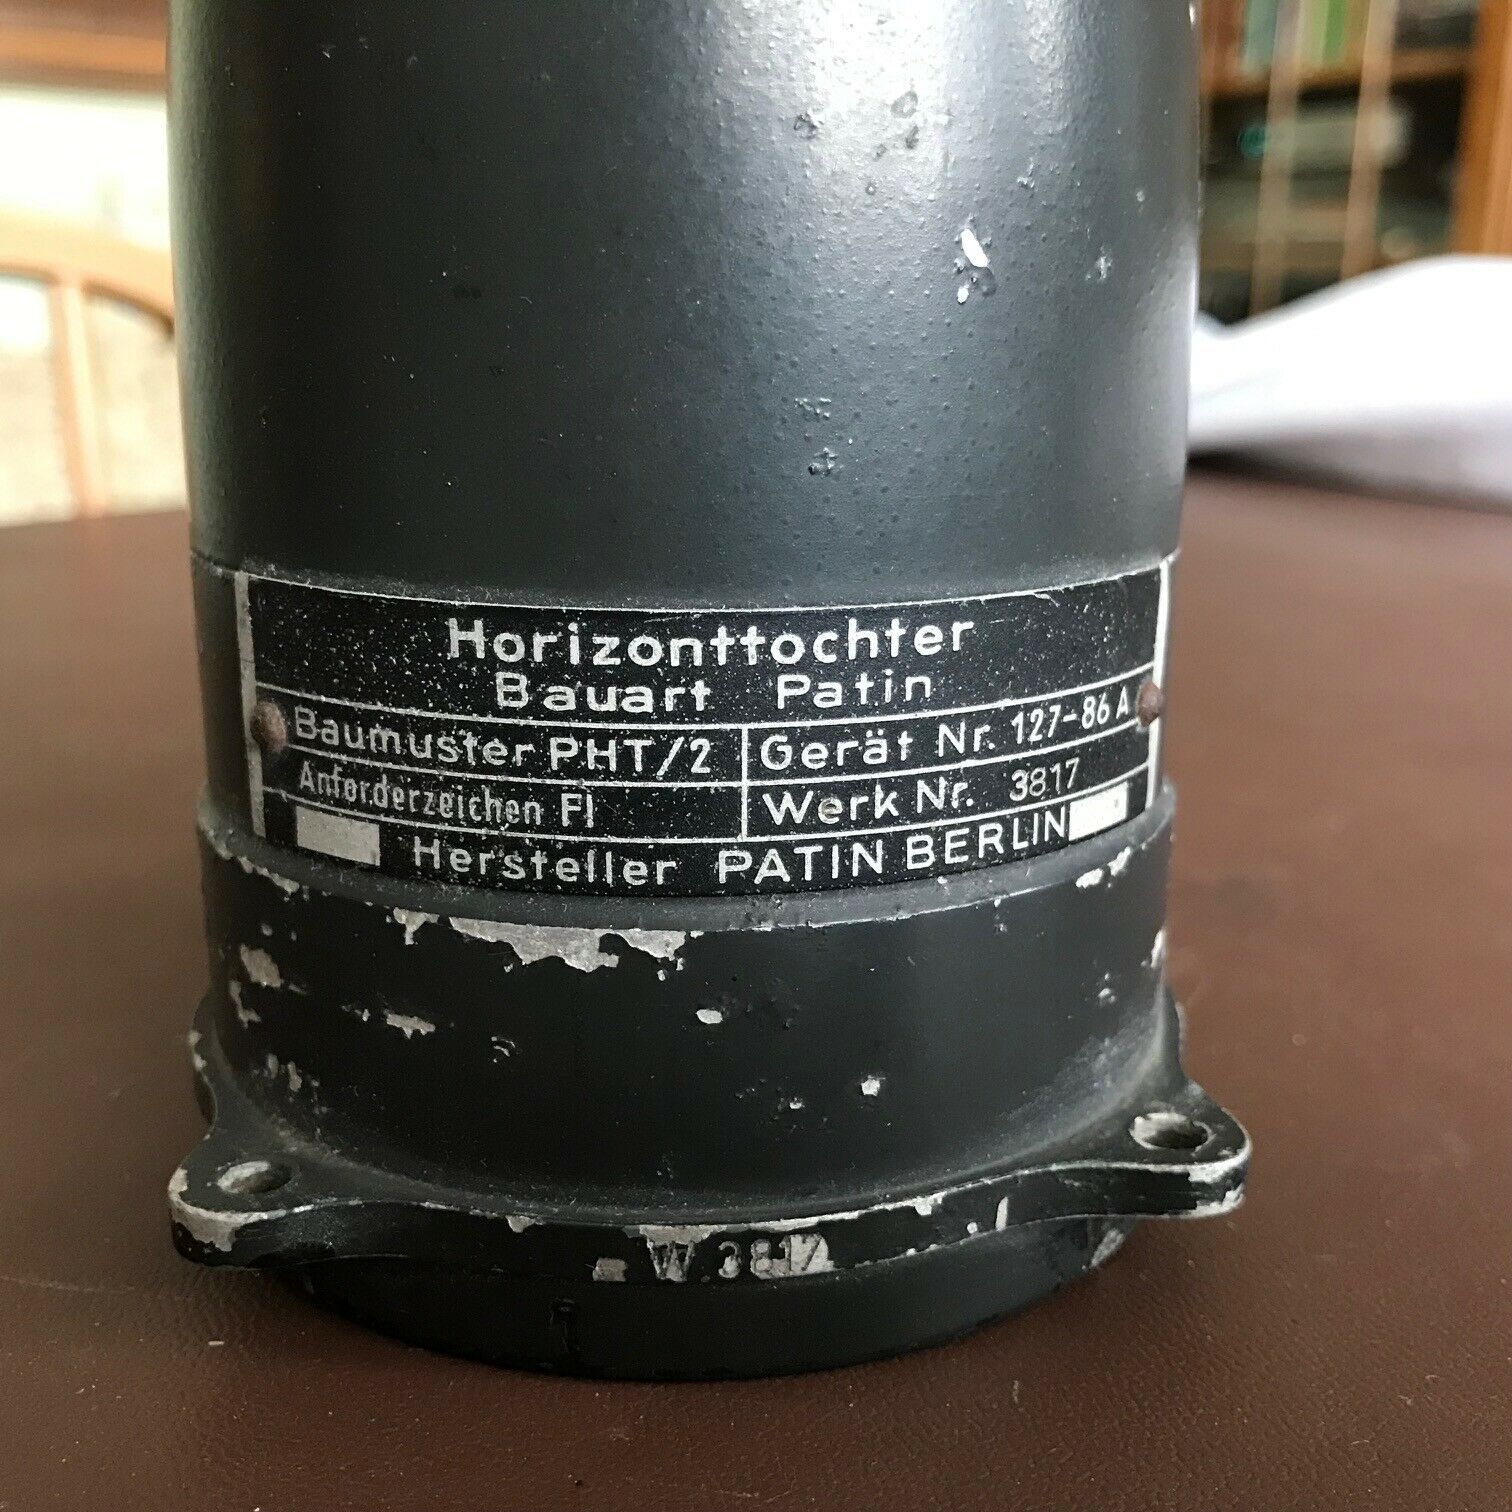 Horizonttochter
Bauart Patin
Baumuster PHT/2
Gerät Nr. 127-86 A
Anforderzeichen Fl
Werk Nr. 3817
Hersteller PATIN BERLIN
W.3817